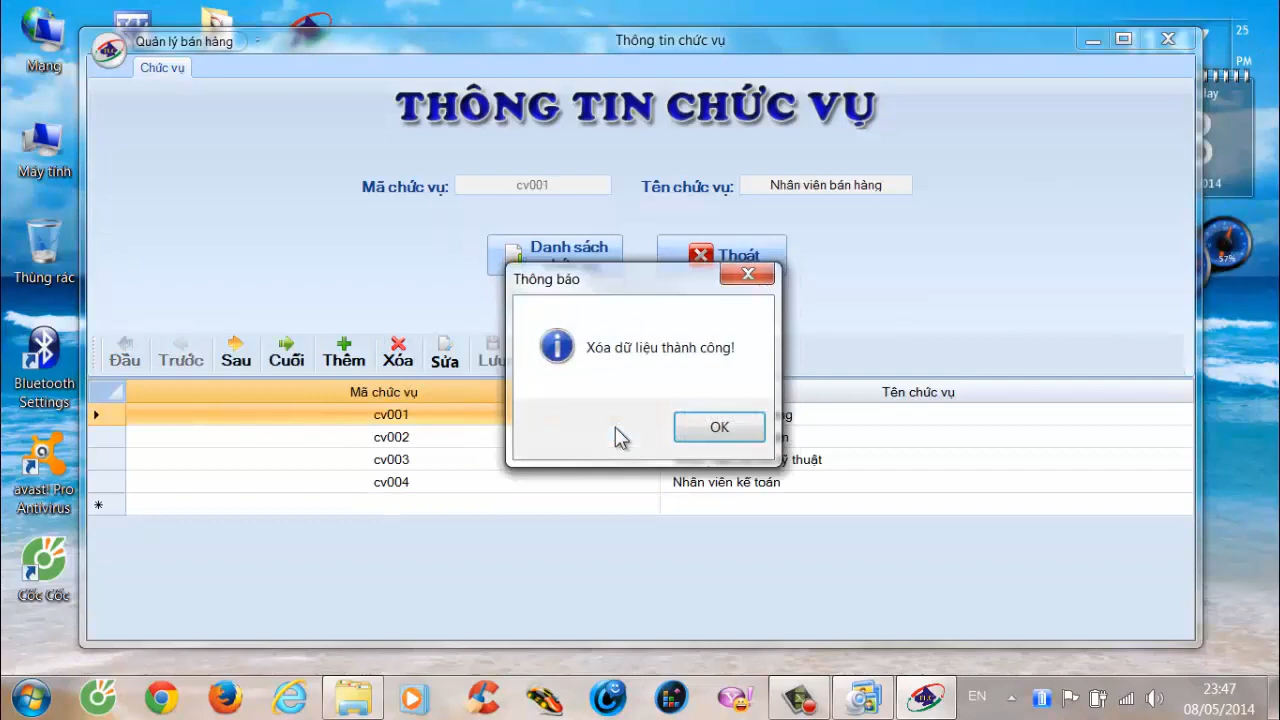 Mạng
Máy tính
Thùng rác
Bluetooth
Settings
avast! Pro
Antivirus
Cốc Cốc
Quản lý bán hàng
Thông tin chức vụ
Chức vụ
THÔNG TIN CHỨC VỤ
Mã chức vụ: cv001 Tên chức vụ: Nhân viên bán hàng
Danh sách
Thoát
Thông báo
Xóa dữ liệu thành công!
OK
Đầu Trước Sau Cuối Thêm Xóa Sửa
Mã chức vụ Tên chức vụ
cv001
cv002
cv003 ỹ thuật
cv004 Nhân viên kế toán
25
PM
57%
EN
23:47
08/05/2014